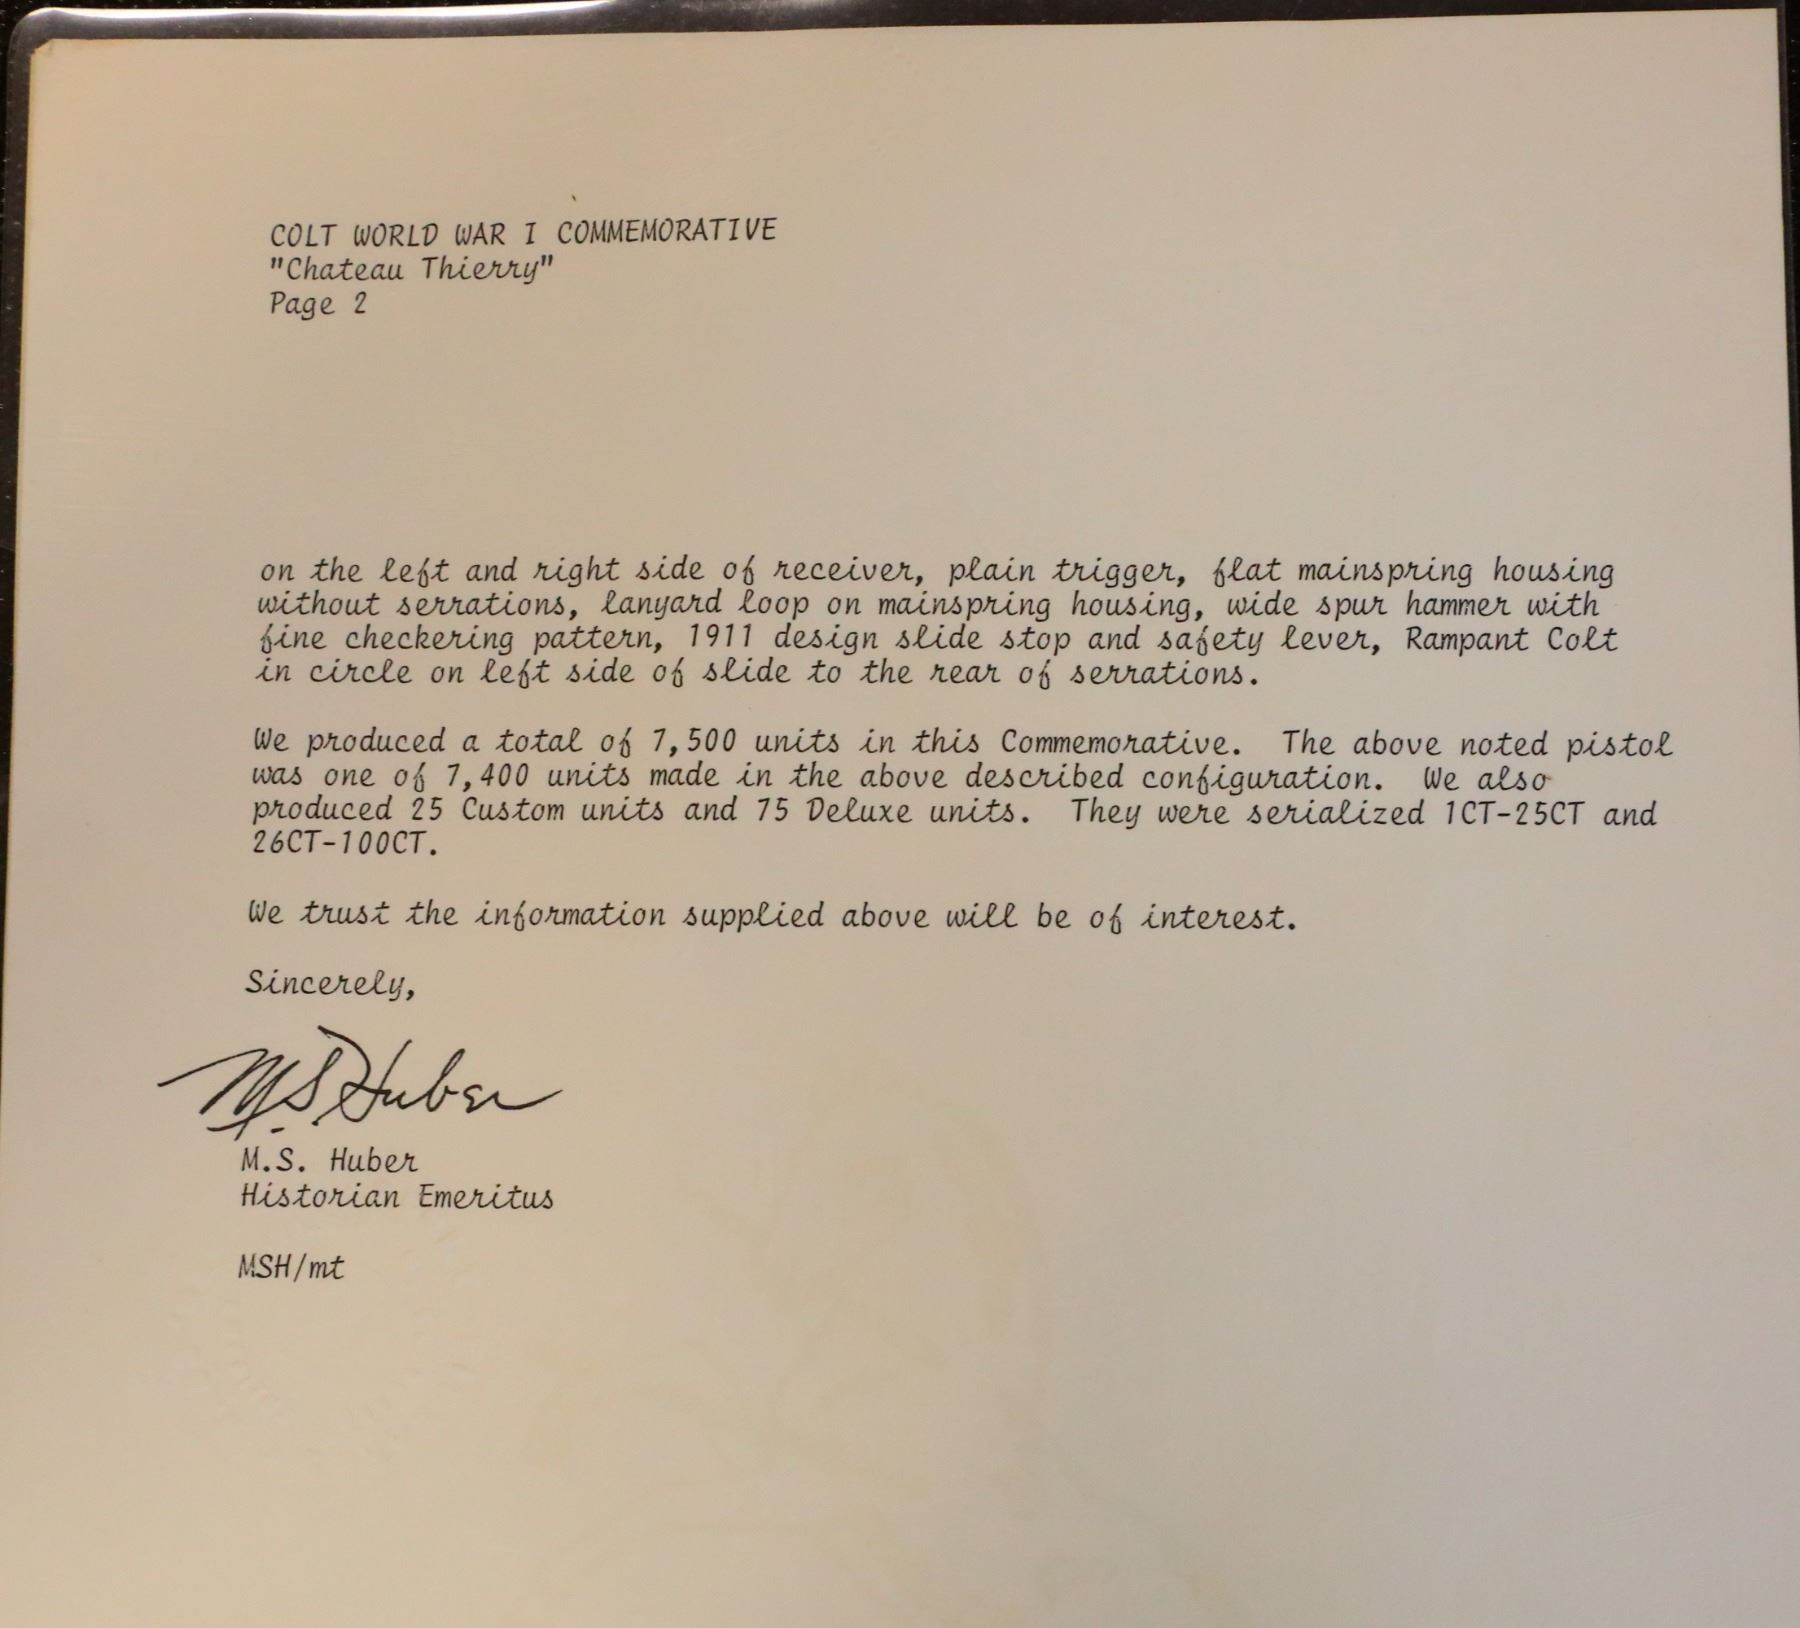 COLT WORLD WAR I COMMEMORATIVE
"Chateau Thierry"
Page 2
on the left and right side of receiver, plain trigger, flat mainspring housing
without serrations, lanyard loop on mainspring housing, wide spur hammer with
fine checkering pattern, 1911 design slide stop and safety lever, Rampant Colt
in circle on left side of slide to the rear of serrations.
We produced a total of 7,500 units in this Commemorative. The above noted pistol
was one of 7,400 units made in the above described configuration. We also
produced 25 Custom units and 75 Deluxe units. They were serialized 1CT-25CT and
26CT-100CT.
We trust the information supplied above will be of interest.
Sincerely,
M.S. Huber
M.S. Huber
Historian Emeritus
MSH/mt